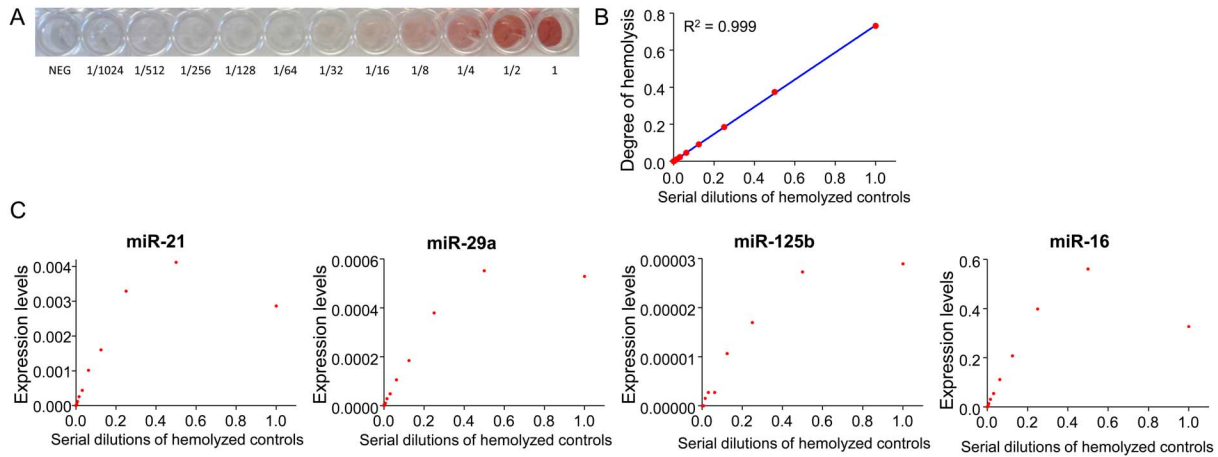 A
NEG 1/1024 1/512 1/256 1/128 1/64 1/32 1/16 1/8 1/4 1/2 1
B
R² = 0.999
Degree of hemolysis
0.8
0.6
0.4
0.2
0.0
0.0 0.2 0.4 0.6 0.8 1.0
Serial dilutions of hemolyzed controls
C
miR-21
Expression levels
0.004
0.003
0.002
0.001
0.000
0.0 0.2 0.4 0.6 0.8 1.0
Serial dilutions of hemolyzed controls
miR-29a
Expression levels
0.0006
0.0004
0.0002
0.0000
0.0 0.2 0.4 0.6 0.8 1.0
Serial dilutions of hemolyzed controls
miR-125b
Expression levels
0.00003
0.00002
0.00001
0.00000
0.0 0.2 0.4 0.6 0.8 1.0
Serial dilutions of hemolyzed controls
miR-16
Expression levels
0.6
0.4
0.2
0.0
0.0 0.2 0.4 0.6 0.8 1.0
Serial dilutions of hemolyzed controls